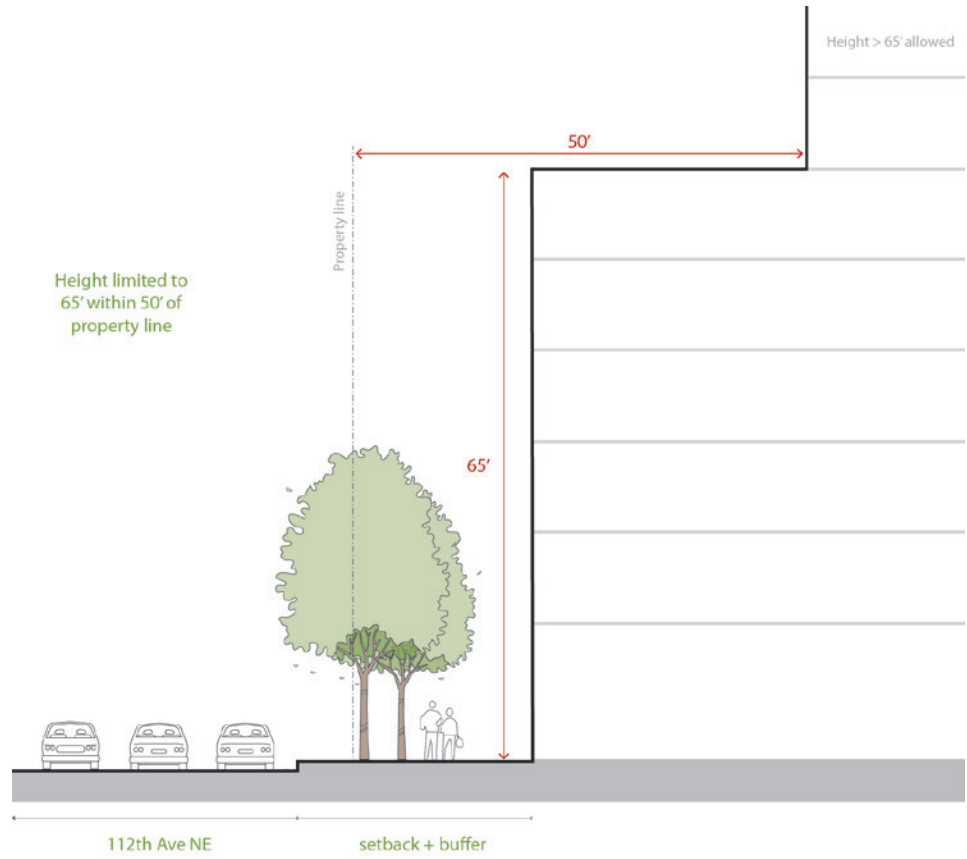 Height > 65' allowed
50'
Property line
Height limited to
65' within 50' of
property line
65'
112th Ave NE
setback + buffer